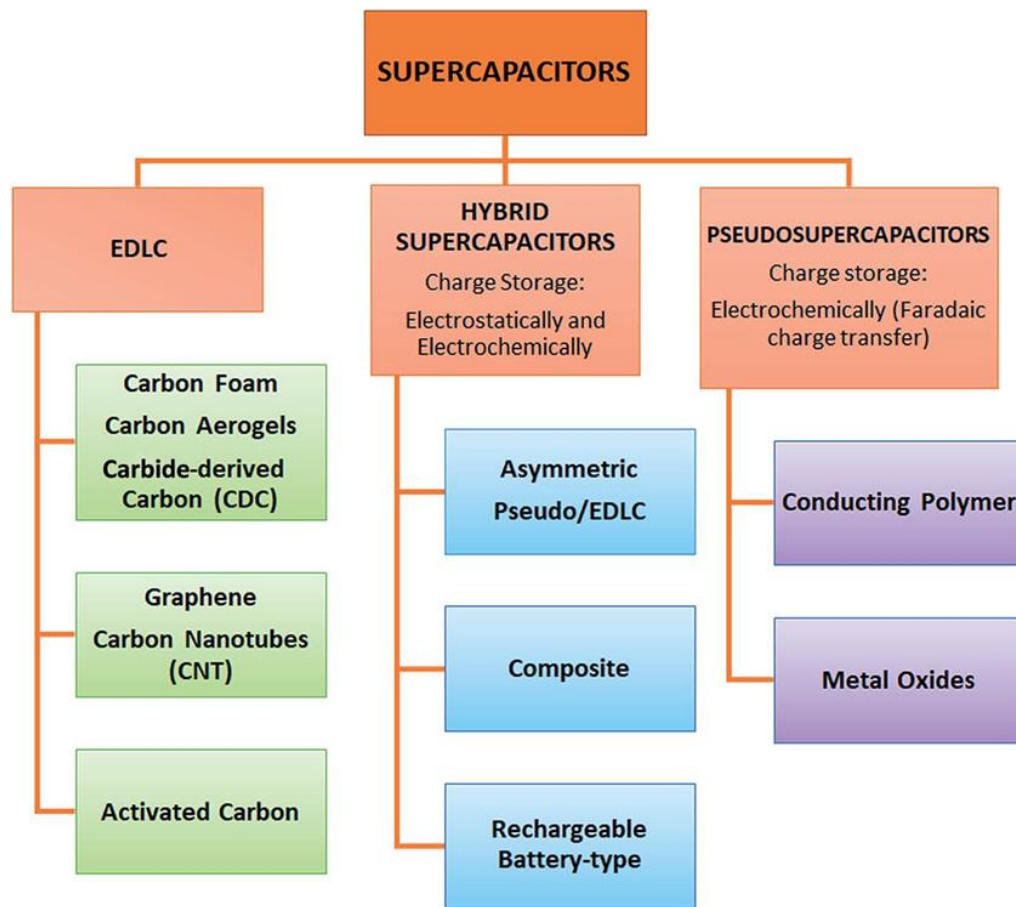 SUPERCAPACITORS
EDLC
HYBRID
SUPERCAPACITORS
Charge Storage:
Electrostatically and
Electrochemically
PSEUDOSUPERCAPACITORS
Charge storage:
Electrochemically (Faradaic
charge transfer)
Carbon Foam
Carbon Aerogels
Carbide-derived
Carbon (CDC)
Graphene
Carbon Nanotubes
(CNT)
Activated Carbon
Asymmetric
Pseudo/EDLC
Composite
Rechargeable
Battery-type
Conducting Polymer
Metal Oxides